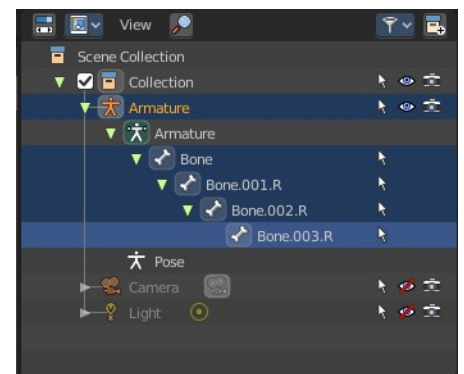 View
Scene Collection
Collection
Armature
Armature
Bone
Bone.001.R
Bone.002.R
Bone.003.R
Pose
Camera
Light